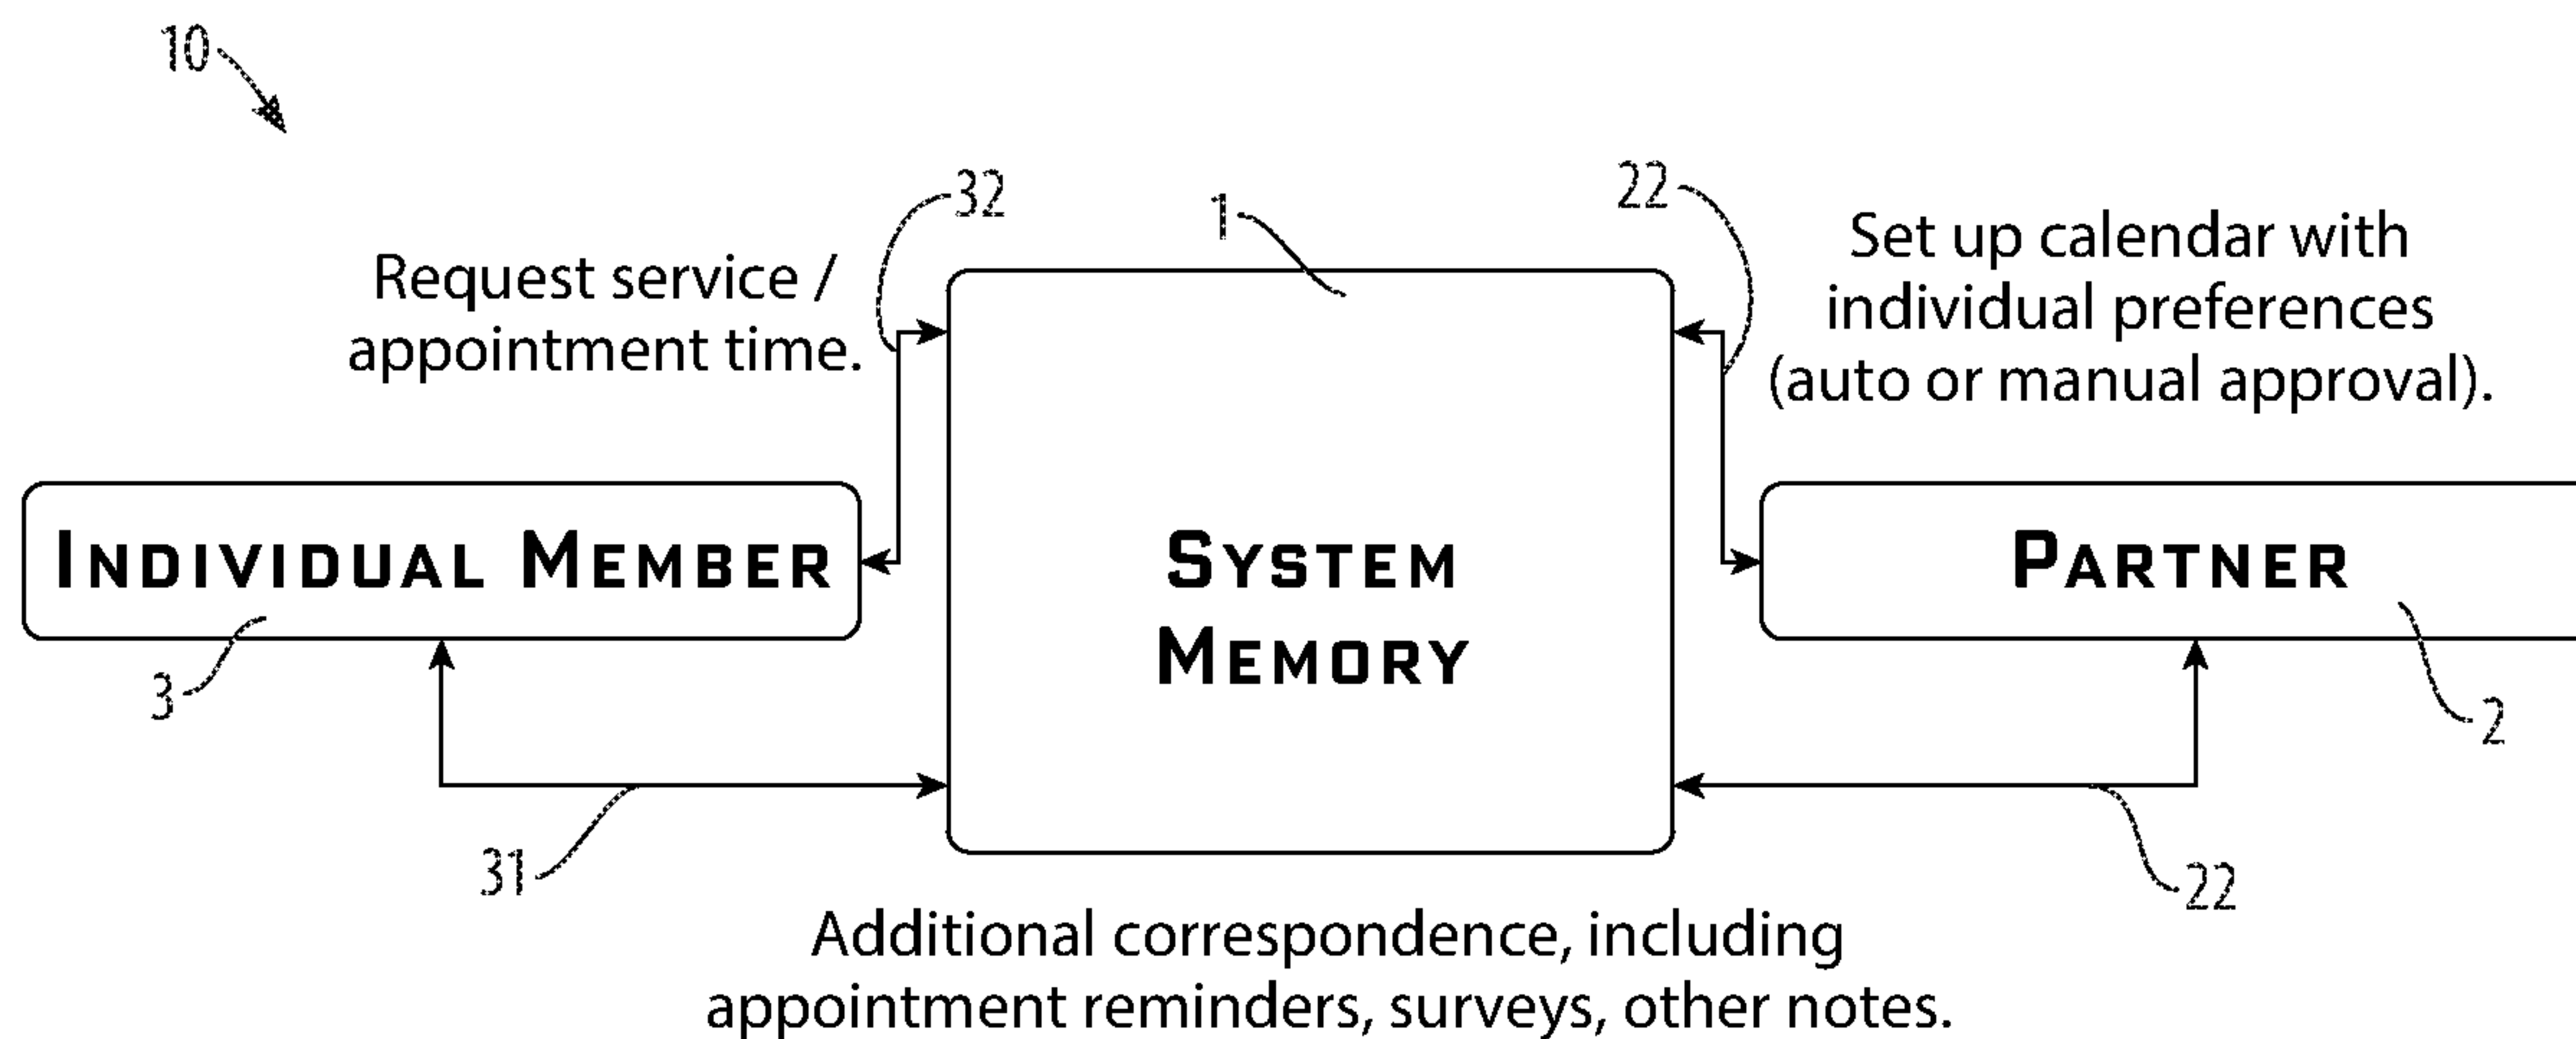 10
32
1
22
Request service /
appointment time.
Set up calendar with
individual preferences
(auto or manual approval).
INDIVIDUAL MEMBER
SYSTEM
MEMORY
PARTNER
3
2
31
22
Additional correspondence, including
appointment reminders, surveys, other notes.